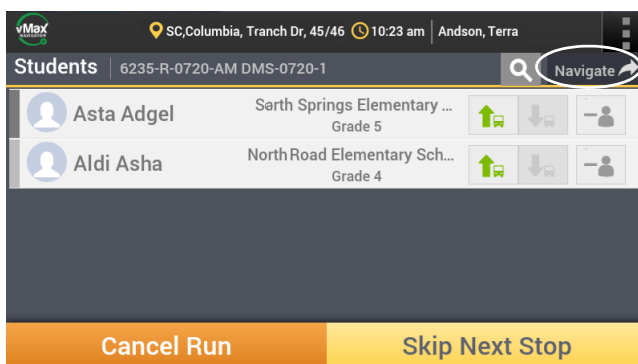 vMax
NAVIGATION
SC,Columbia, Tranch Dr, 45/46 10:23 am Andson, Terra
Students 6235-R-0720-AM DMS-0720-1 Navigate
Asta Adgel Sarth Springs Elementary ...
Grade 5
Aldi Asha North Road Elementary Sch...
Grade 4
Cancel Run Skip Next Stop